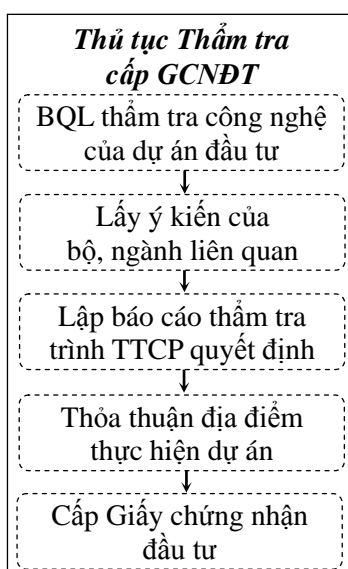 Thủ tục Thẩm tra
cấp GCNĐT
BQL thẩm tra công nghệ
của dự án đầu tư
Lấy ý kiến của
bộ, ngành liên quan
Lập báo cáo thẩm tra
trình TTCP quyết định
Thỏa thuận địa điểm
thực hiện dự án
Cấp Giấy chứng nhận
đầu tư